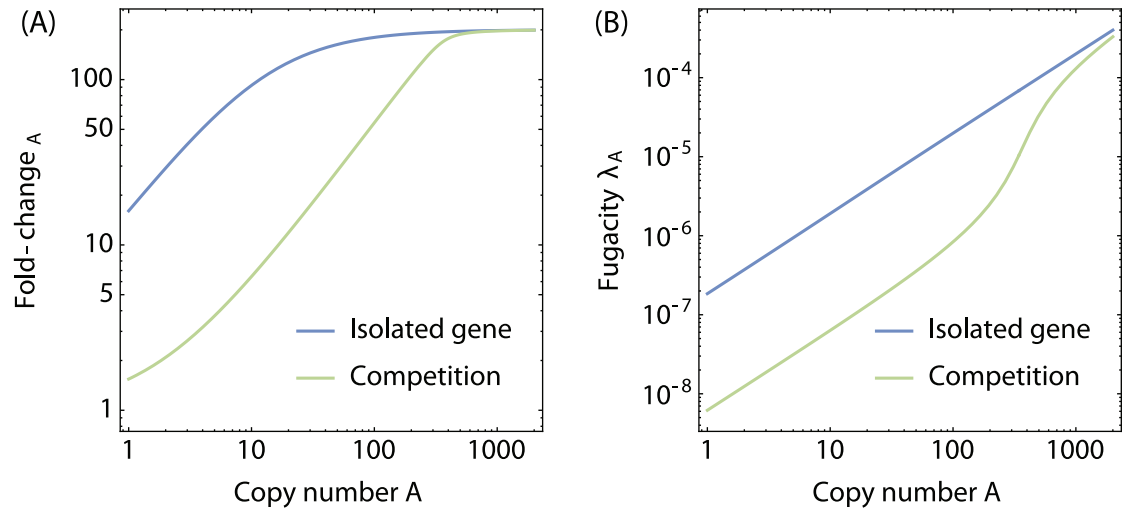 (A)
Fold-change A
100
50
10
5
1
Isolated gene
Competition
1
10
100
1000
Copy number A
(B)
Fugacity λA
10⁻⁴
10⁻⁵
10⁻⁶
10⁻⁷
10⁻⁸
Isolated gene
Competition
1
10
100
1000
Copy number A